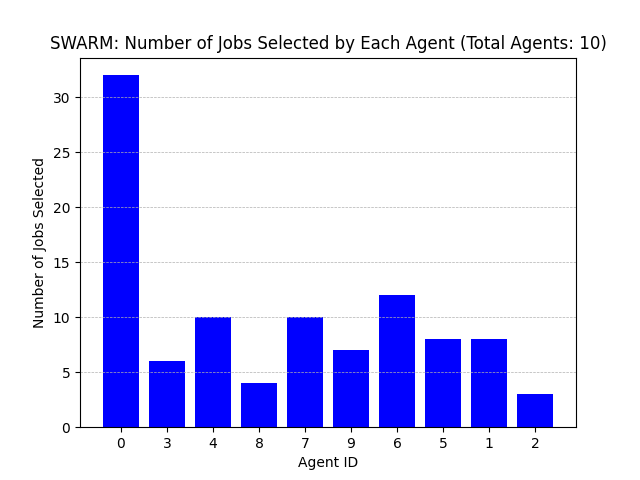 SWARM: Number of Jobs Selected by Each Agent (Total Agents: 10)
Number of Jobs Selected
30
25
20
15
10
5
0
0 3 4 8 7 9 6 5 1 2
Agent ID